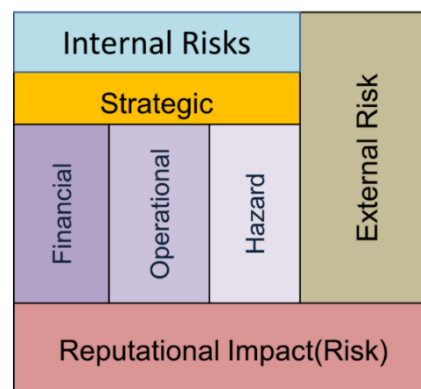 Internal Risks
Strategic
Financial
Operational
Hazard
External Risk
Reputational Impact(Risk)